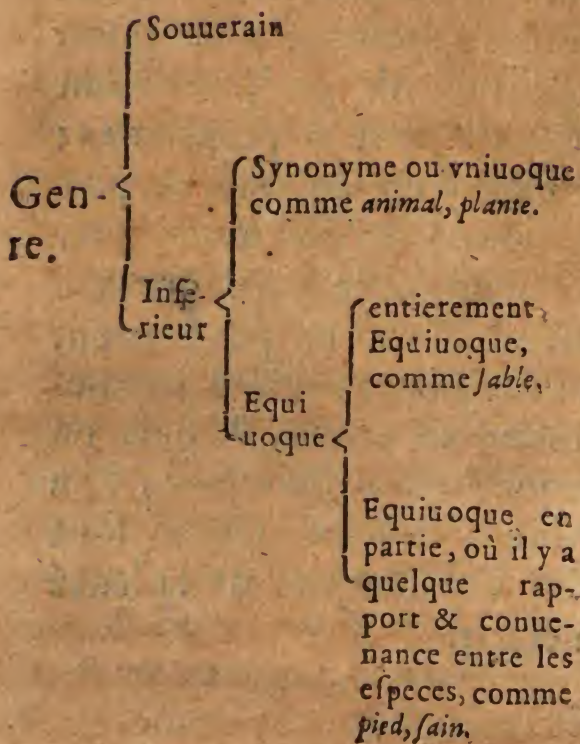 Souuerain
Gen-
re.
Synonyme ou vniuoque
comme animal, plante.
Infe-
rieur
entierement
Equiuoque,
comme ſable,
Equi
uoque
Equiuoque en
partie, où il y a
quelque rap-
port & conue-
nance entre les
eſpeces, comme
pied, ſain.